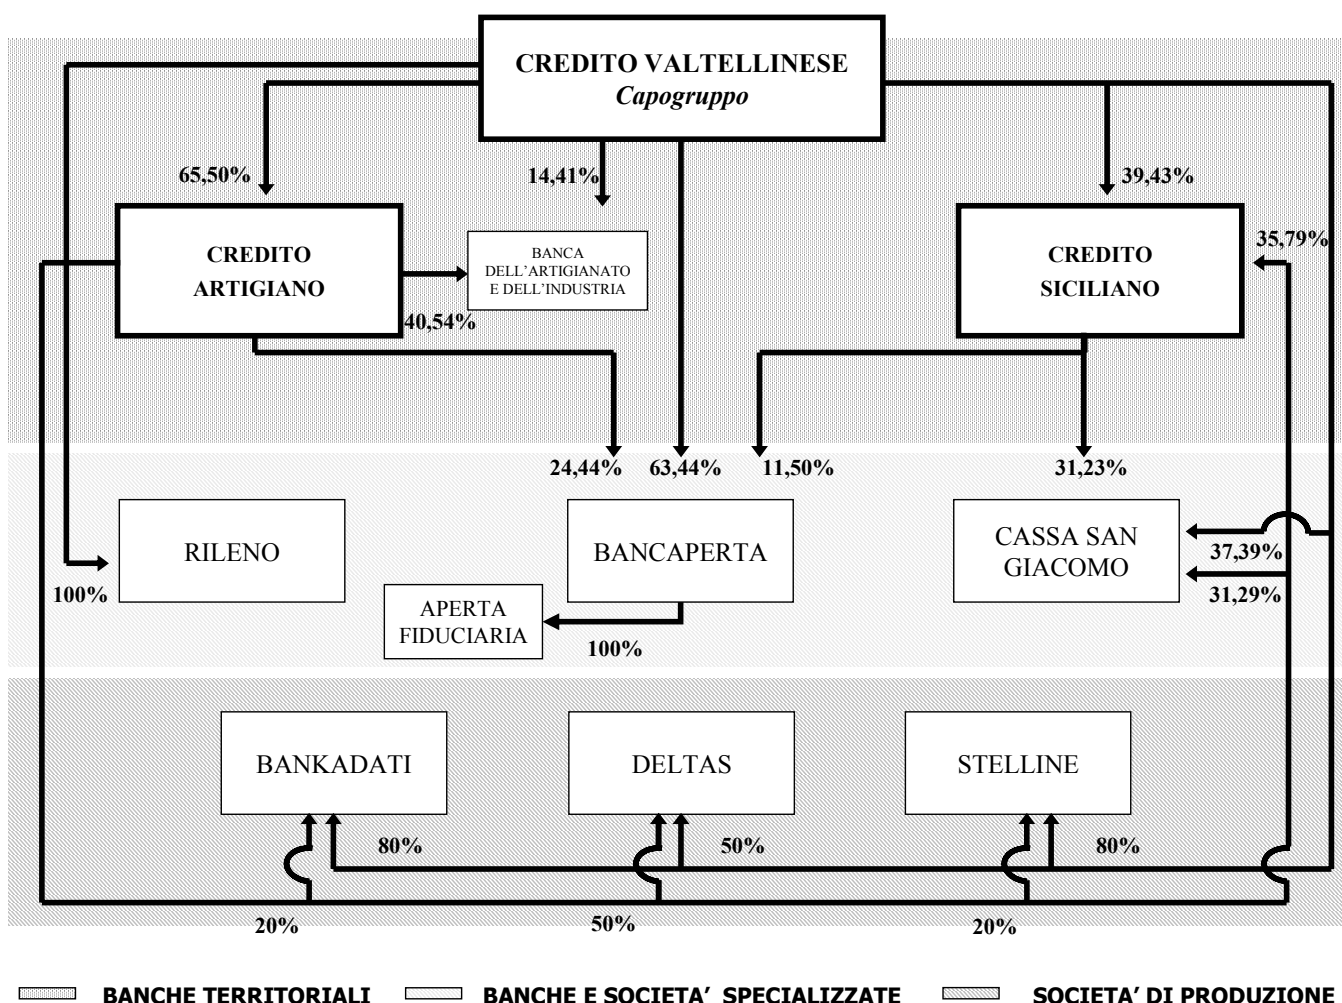 CREDITO VALTELLINESE
Capogruppo
65,50%
14,41%
39,43%
CREDITO
ARTIGIANO
BANCA
DELL’ARTIGIANATO
E DELL’INDUSTRIA
CREDITO
SICILIANO
35,79%
40,54%
24,44%
63,44%
11,50%
31,23%
RILENO
BANCAPERTA
CASSA SAN
GIACOMO
37,39%
31,29%
100%
APERTA
FIDUCIARIA
100%
BANKADATI
DELTAS
STELLINE
80%
50%
80%
20%
50%
20%
BANCHE TERRITORIALI
BANCHE E SOCIETA’ SPECIALIZZATE
SOCIETA’ DI PRODUZIONE